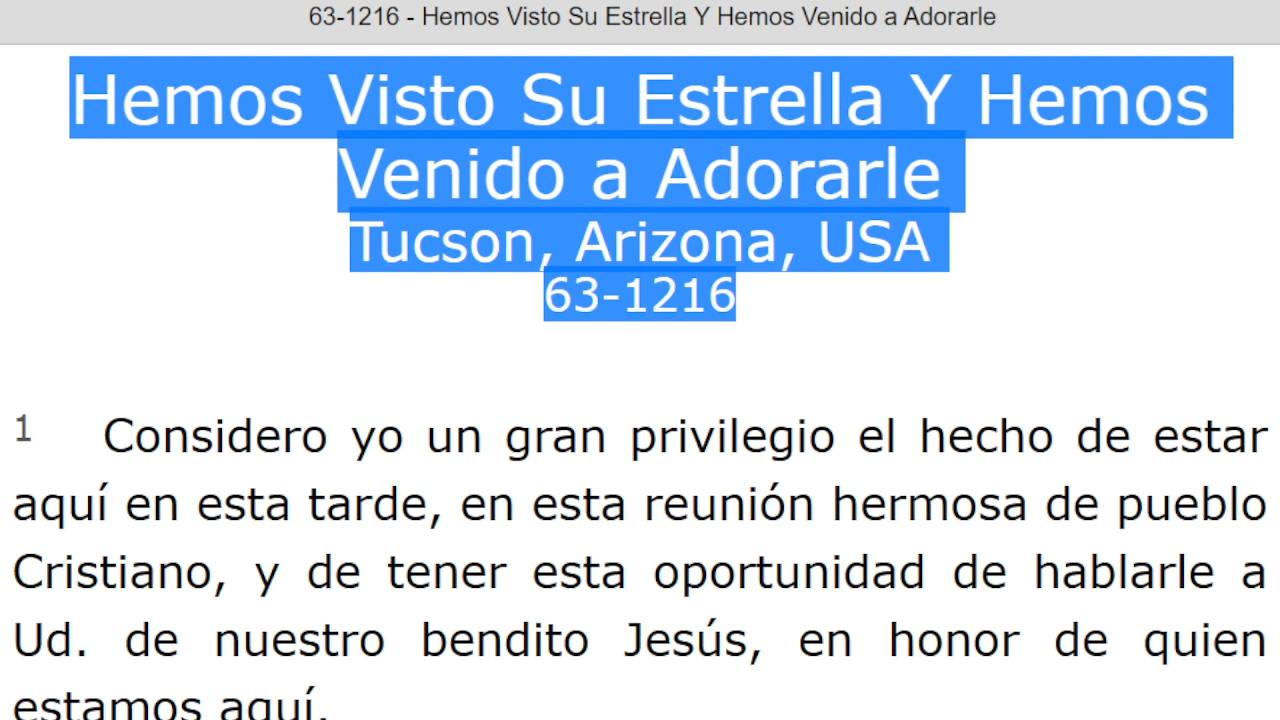 63-1216 - Hemos Visto Su Estrella Y Hemos Venido a Adorarle
Hemos Visto Su Estrella Y Hemos
Venido a Adorarle
Tucson, Arizona, USA
63-1216
1 Considero yo un gran privilegio el hecho de estar
aquí en esta tarde, en esta reunión hermosa de pueblo
Cristiano, y de tener esta oportunidad de hablarle a
Ud. de nuestro bendito Jesús, en honor de quien
estamos aquí.